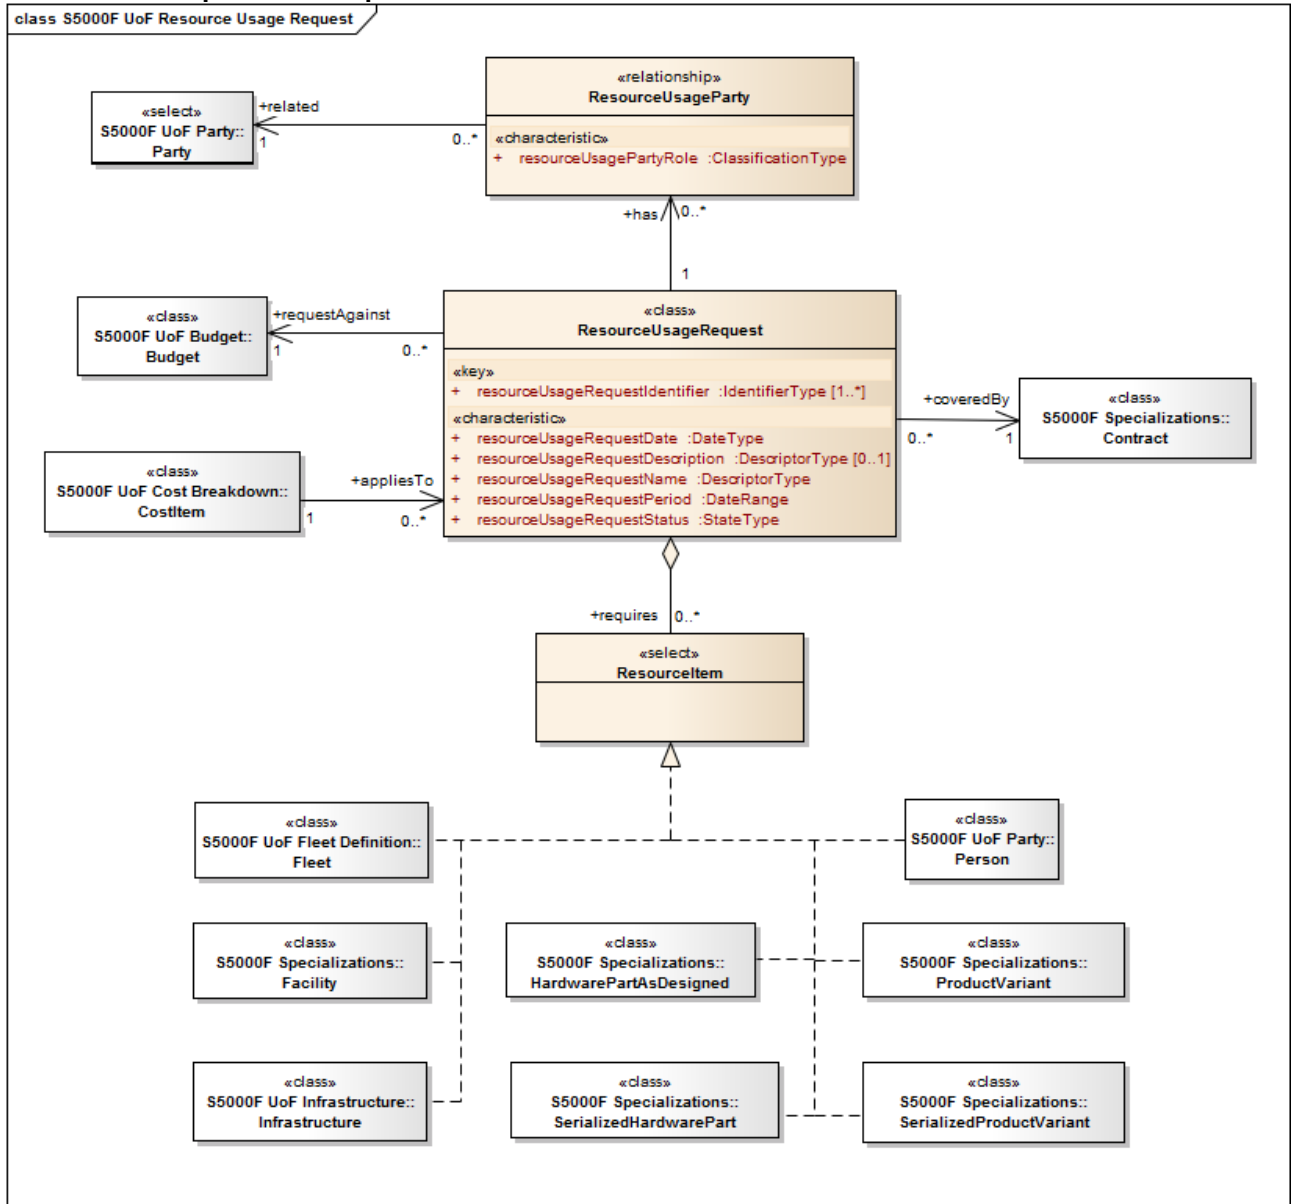 class S5000F UoF Resource Usage Request
«relationship»
ResourceUsageParty
«characteristic»
+ resourceUsagePartyRole :ClassificationType
«select»
S5000F UoF Party::
Party
+related
1
0..*
+has
0..*
1
«class»
S5000F UoF Budget::
Budget
+requestAgainst
1
0..*
«class»
ResourceUsageRequest
«key»
+ resourceUsageRequestIdentifier :IdentifierType [1..*]
«characteristic»
+ resourceUsageRequestDate :DateType
+ resourceUsageRequestDescription :DescriptorType [0..1]
+ resourceUsageRequestName :DescriptorType
+ resourceUsageRequestPeriod :DateRange
+ resourceUsageRequestStatus :StateType
+coveredBy
0..*
1
«class»
S5000F Specializations::
Contract
«class»
S5000F UoF Cost Breakdown::
CostItem
+appliesTo
1
0..*
+requires
0..*
«select»
ResourceItem
«class»
S5000F UoF Fleet Definition::
Fleet
«class»
S5000F UoF Party::
Person
«class»
S5000F Specializations::
Facility
«class»
S5000F Specializations::
HardwarePartAsDesigned
«class»
S5000F Specializations::
ProductVariant
«class»
S5000F UoF Infrastructure::
Infrastructure
«class»
S5000F Specializations::
SerializedHardwarePart
«class»
S5000F Specializations::
SerializedProductVariant